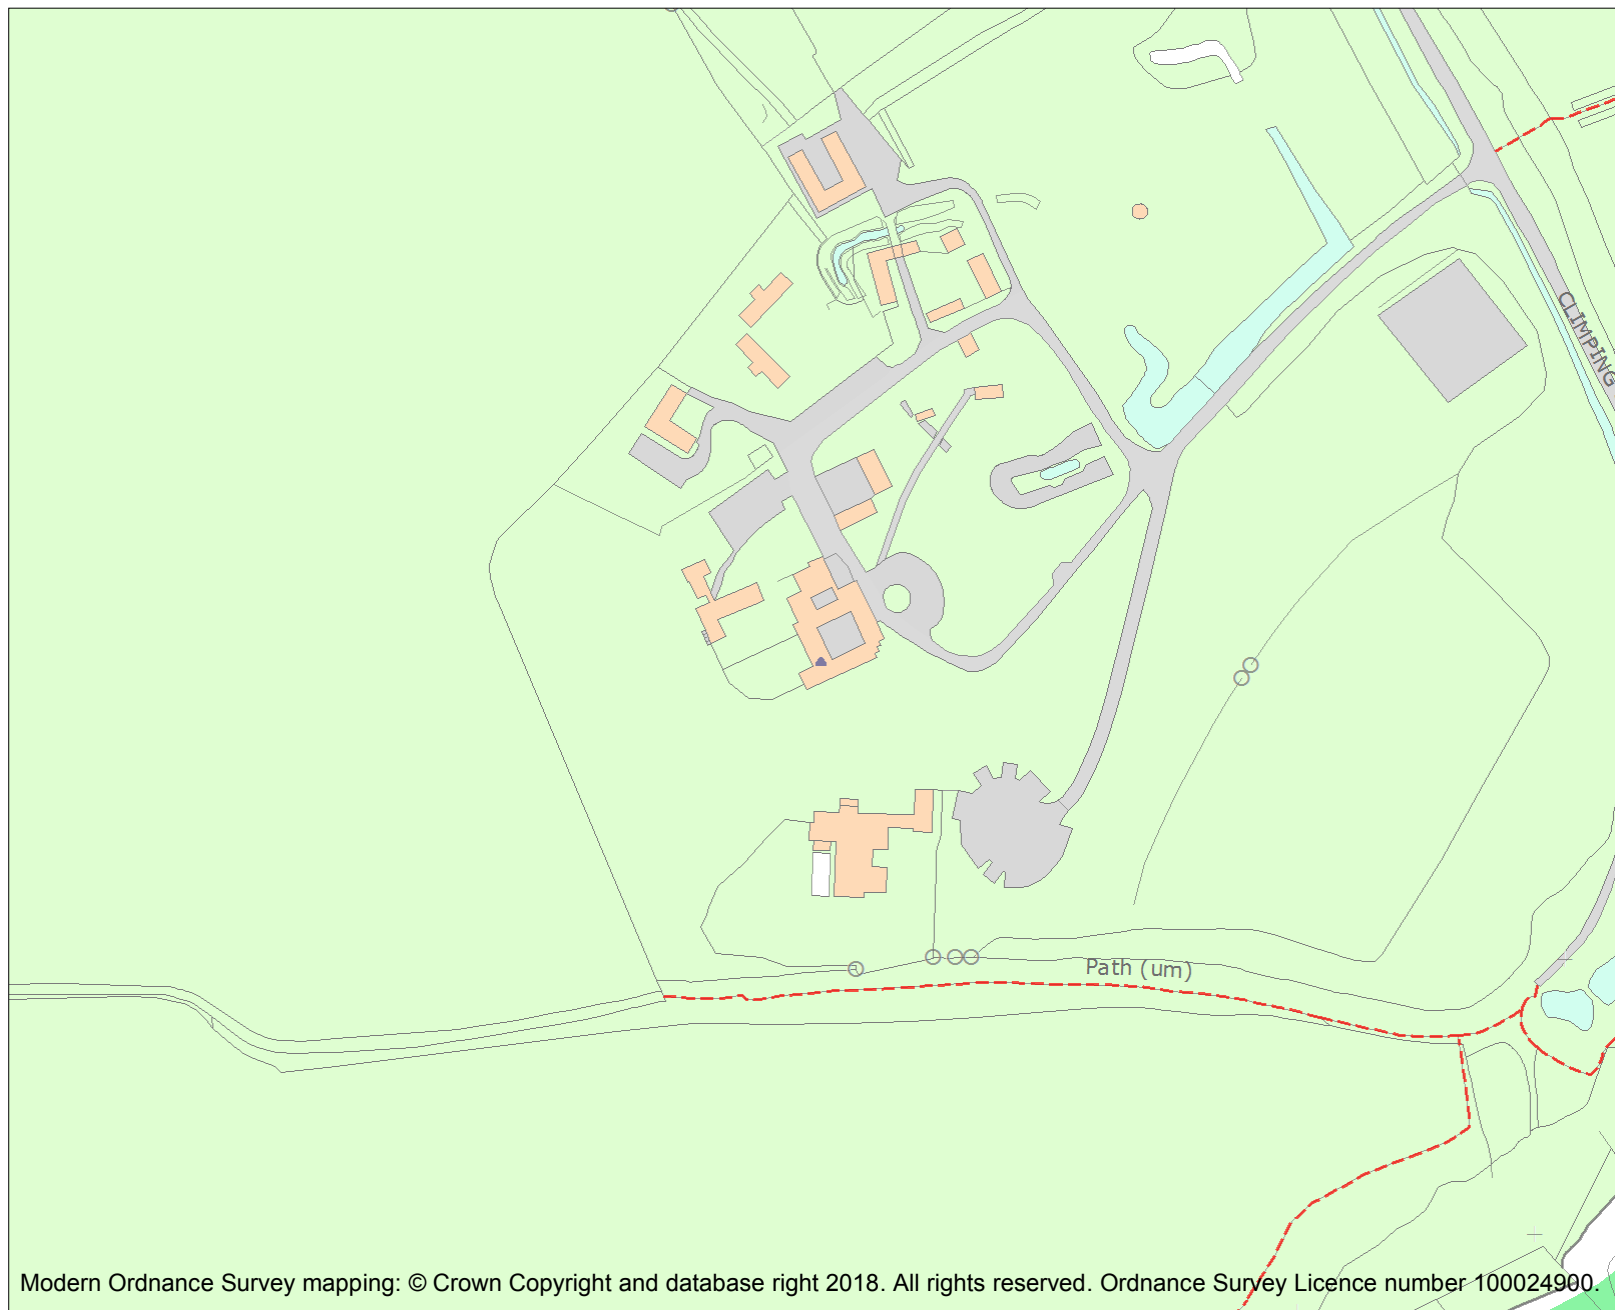 CLIMPING
Path (um)
Modern Ordnance Survey mapping: © Crown Copyright and database right 2018. All rights reserved. Ordnance Survey Licence number 100024900.